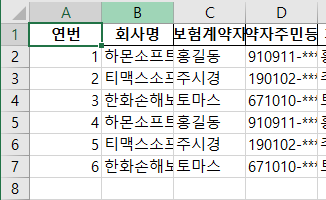 A B C D
1 연번 회사명 보험계약자 약자주민등
2 1 하몬소프트 홍길동 910911-***
3 2 티맥스소프 주시경 190102-***
4 3 한화손해보 토마스 671010-***
5 4 하몬소프트 홍길동 910911-***
6 5 티맥스소프 주시경 190102-***
7 6 한화손해보 토마스 671010-***
8